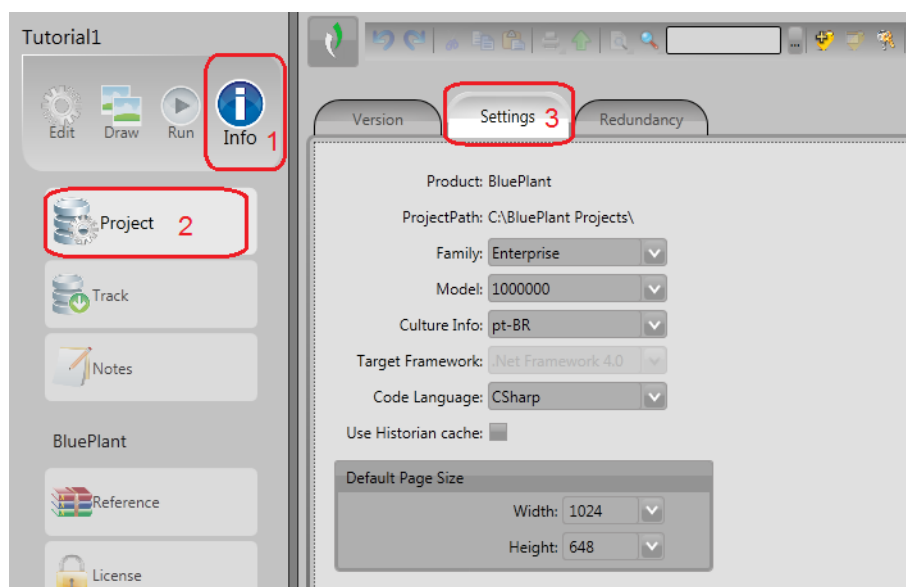 Tutorial1
Edit Draw Run Info 1
Project 2
Track
Notes
BluePlant
Reference
License
...
Version Settings 3 Redundancy
Product: BluePlant
ProjectPath: C:\BluePlant Projects\
Family: Enterprise
Model: 1000000
Culture Info: pt-BR
Target Framework: .Net Framework 4.0
Code Language: CSharp
Use Historian cache:
Default Page Size
Width: 1024
Height: 648